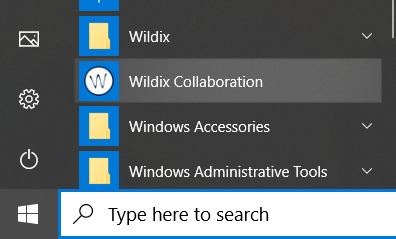 Wildix
W
Wildix Collaboration
Windows Accessories
Windows Administrative Tools
Type here to search